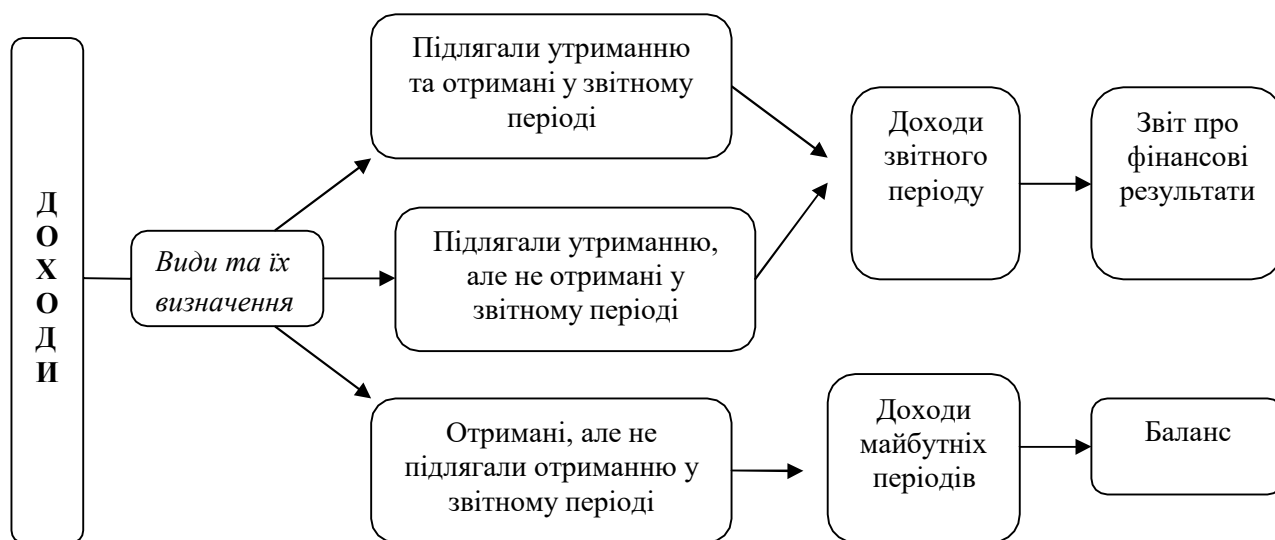 ДОХОДИ
Види та їх
визначення
Підлягали утриманню
та отримані у звітному
періоді
Підлягали утриманню,
але не отримані у
звітному періоді
Отримані, але не
підлягали отриманню у
звітному періоді
Доходи
звітного
періоду
Звіт про
фінансові
результати
Доходи
майбутніх
періодів
Баланс